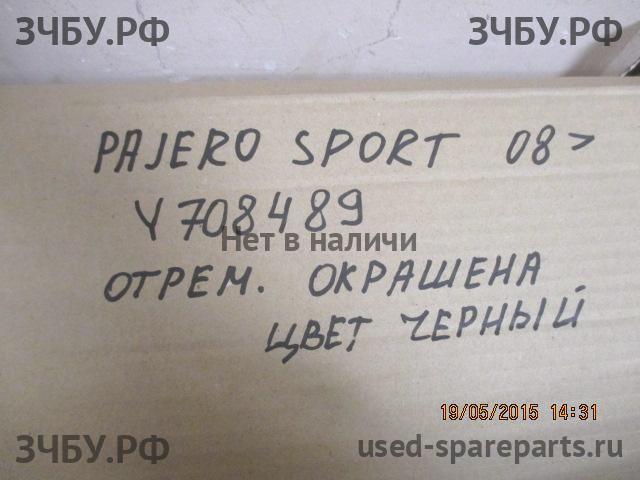 ЗЧБУ.РФ ЗЧБУ.РФ
PAJERO SPORT 08>
Y708489
Нет в наличи
ОТРЕМ. ОКРАШЕНА
ЦВЕТ ЧЕРНЫЙ
19/05/2015 14:31
ЗЧБУ.РФ used-spareparts.ru